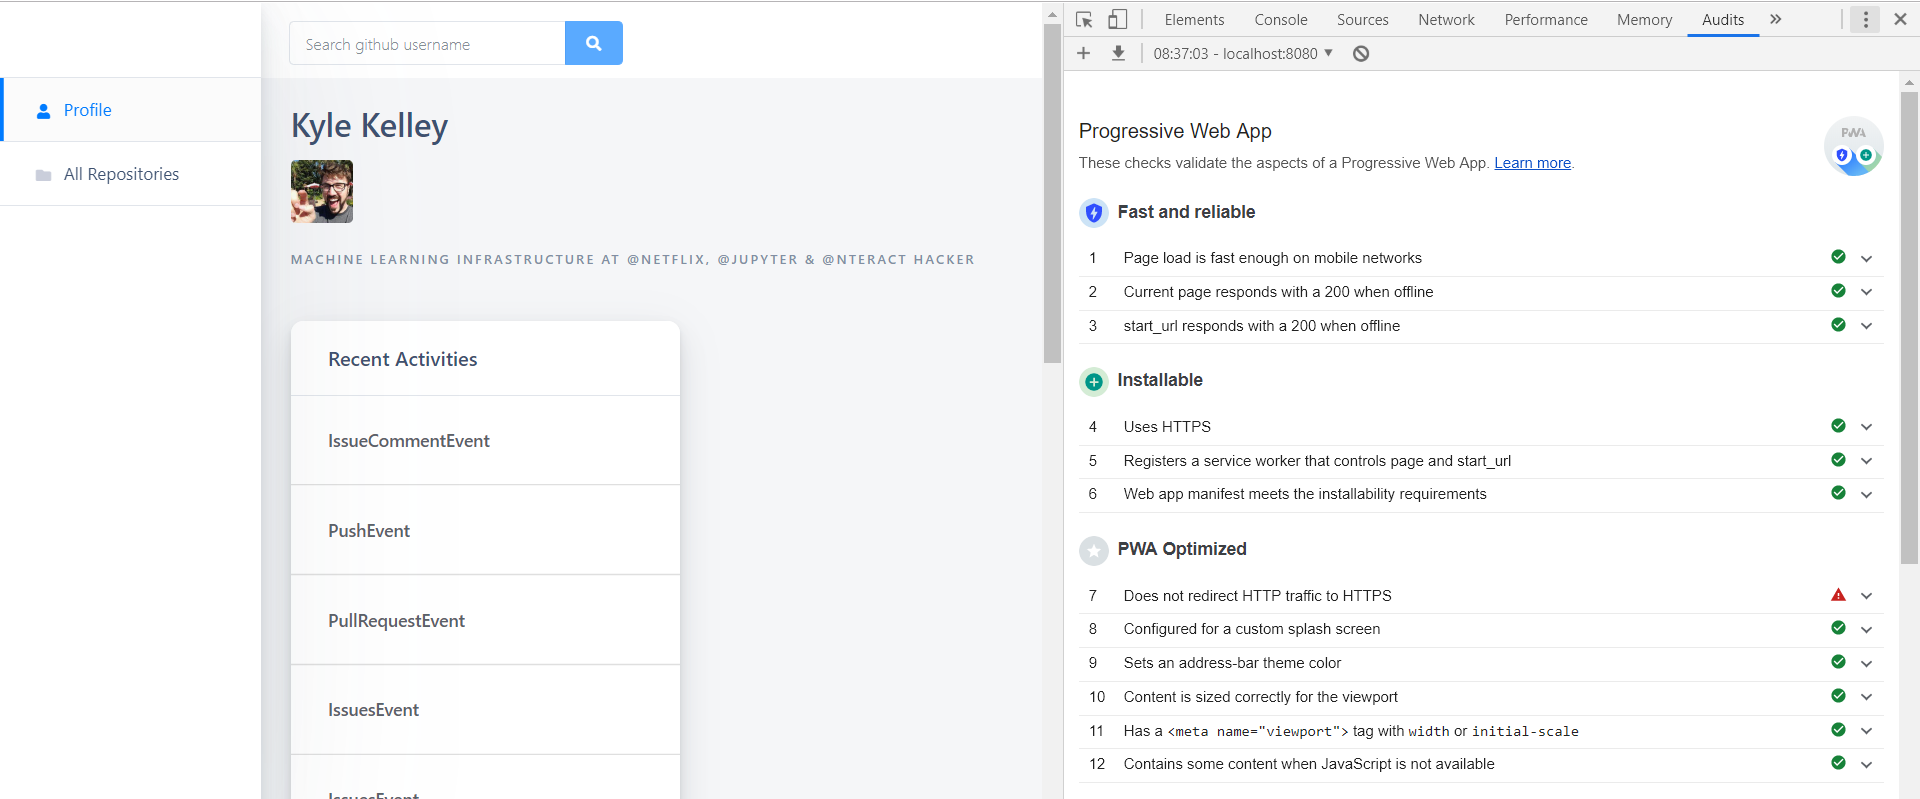 Search github username
Profile
All Repositories
Kyle Kelley
MACHINE LEARNING INFRASTRUCTURE AT @NETFLIX, @JUPYTER & @NTERACT HACKER
Recent Activities
IssueCommentEvent
PushEvent
PullRequestEvent
IssuesEvent
IssuesEvent
Elements Console Sources Network Performance Memory Audits »
08:37:03 - localhost:8080
Progressive Web App
PWA
These checks validate the aspects of a Progressive Web App. Learn more.
Fast and reliable
1 Page load is fast enough on mobile networks
2 Current page responds with a 200 when offline
3 start_url responds with a 200 when offline
Installable
4 Uses HTTPS
5 Registers a service worker that controls page and start_url
6 Web app manifest meets the installability requirements
PWA Optimized
7 Does not redirect HTTP traffic to HTTPS
8 Configured for a custom splash screen
9 Sets an address-bar theme color
10 Content is sized correctly for the viewport
11 Has a <meta name="viewport"> tag with width or initial-scale
12 Contains some content when JavaScript is not available